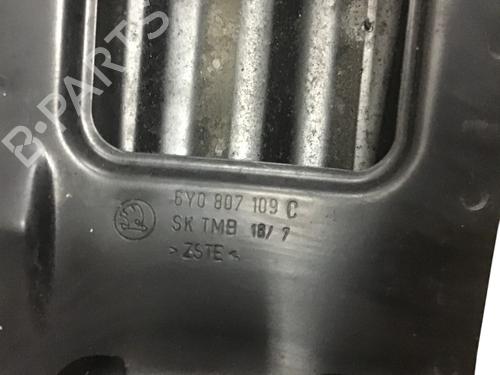 B-PARTS
6Y0 807 109 C
SK TMB 18/7
>ZSTE<